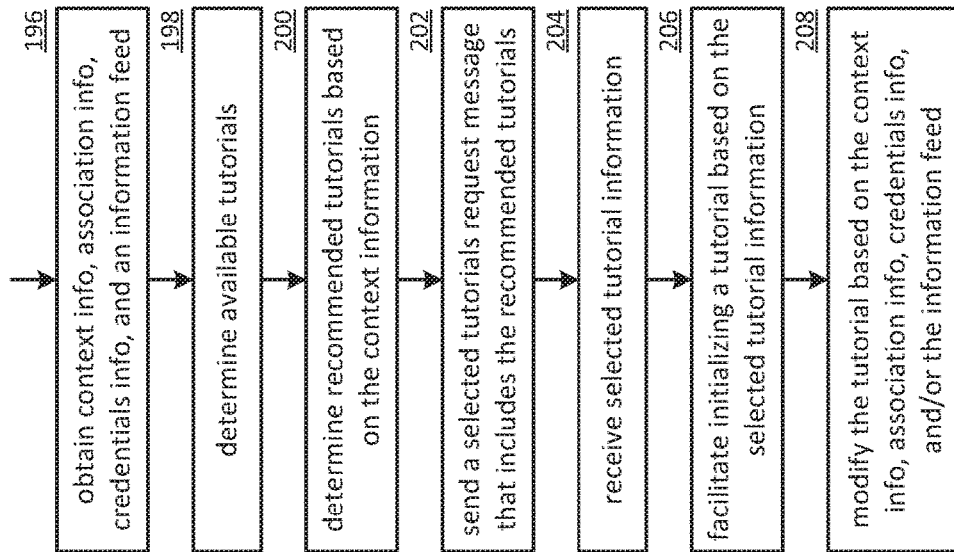 196
obtain context info, association info,
credentials info, and an information feed
198
determine available tutorials
200
determine recommended tutorials based
on the context information
202
send a selected tutorials request message
that includes the recommended tutorials
204
receive selected tutorial information
206
facilitate initializing a tutorial based on the
selected tutorial information
208
modify the tutorial based on the context
info, association info, credentials info,
and/or the information feed